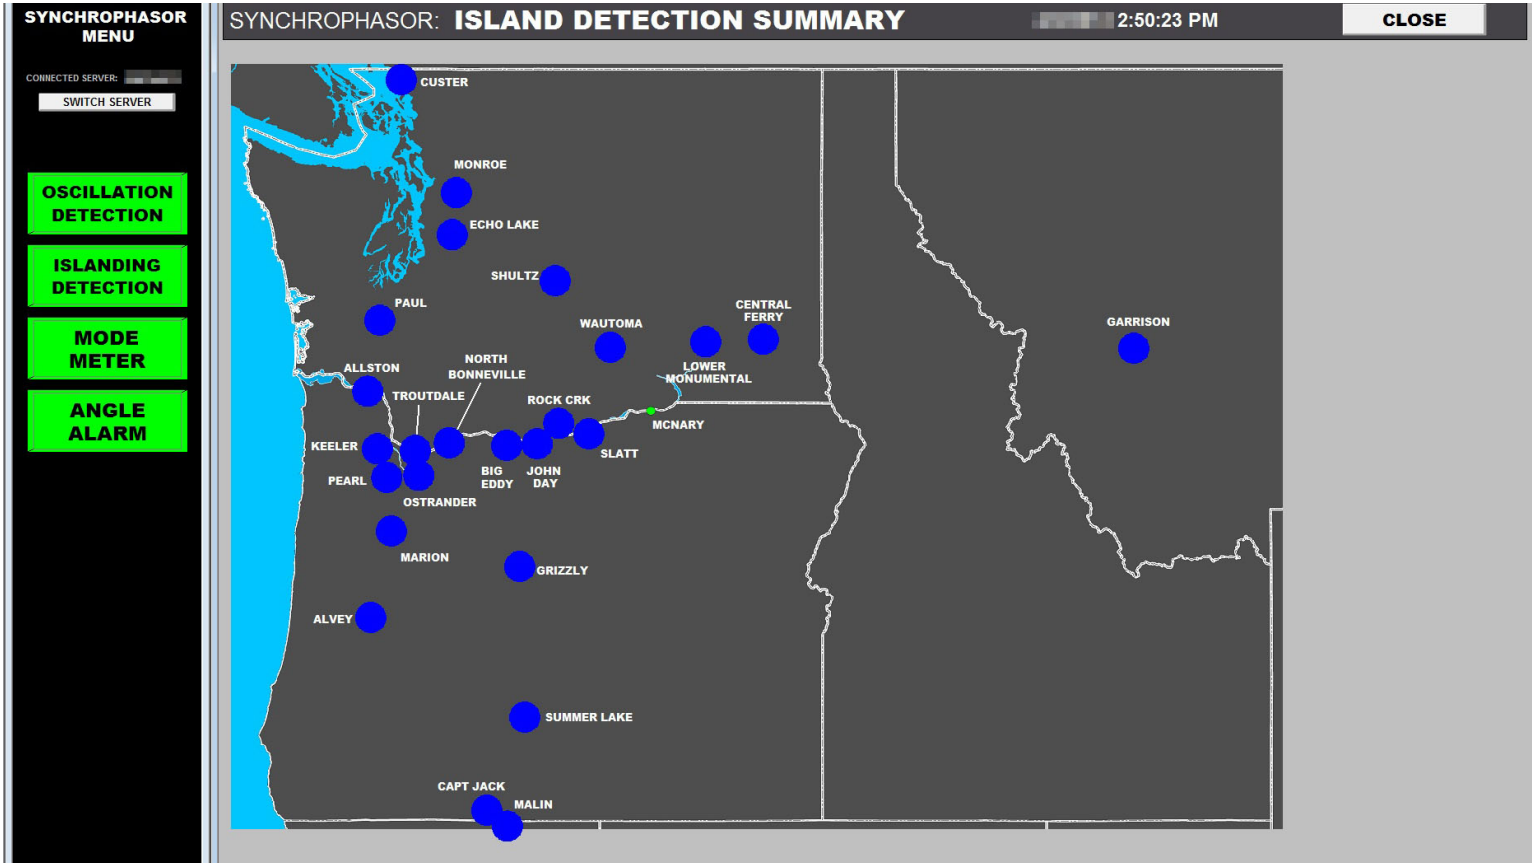 SYNCHROPHASOR
MENU
CONNECTED SERVER:
SWITCH SERVER
OSCILLATION
DETECTION
ISLANDING
DETECTION
MODE
METER
ANGLE
ALARM
SYNCHROPHASOR: ISLAND DETECTION SUMMARY
2:50:23 PM
CLOSE
CUSTER
MONROE
ECHO LAKE
SHULTZ
PAUL
WAUTOMA
CENTRAL
FERRY
GARRISON
LOWER
MONUMENTAL
ALLSTON
NORTH
BONNEVILLE
TROUTDALE
ROCK CRK
MCNARY
KEELER
SLATT
PEARL
BIG
EDDY
JOHN
DAY
OSTRANDER
MARION
GRIZZLY
ALVEY
SUMMER LAKE
CAPT JACK
MALIN